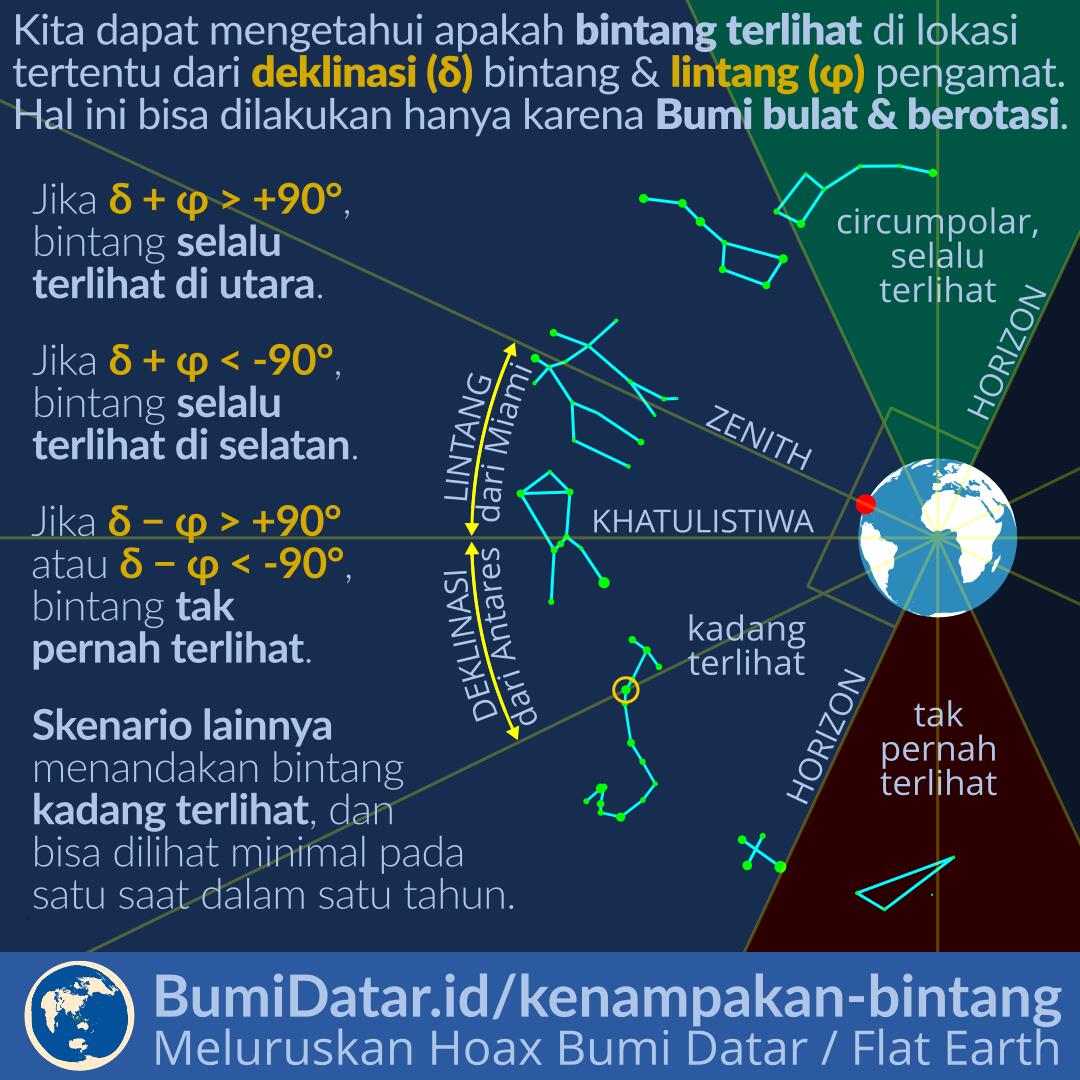 Kita dapat mengetahui apakah bintang terlihat di lokasi
tertentu dari deklinasi (δ) bintang & lintang (φ) pengamat.
Hal ini bisa dilakukan hanya karena Bumi bulat & berotasi.
Jika δ + φ > +90°,
bintang selalu
terlihat di utara.
Jika δ + φ < -90°,
bintang selalu
terlihat di selatan.
Jika δ − φ > +90°
atau δ − φ < -90°,
bintang tak
pernah terlihat.
Skenario lainnya
menandakan bintang
kadang terlihat, dan
bisa dilihat minimal pada
satu saat dalam satu tahun.
circumpolar,
selalu
terlihat
HORIZON
LINTANG
dari Miami
ZENITH
KHATULISTIWA
DEKLINASI
dari Antares
kadang
terlihat
HORIZON
tak
pernah
terlihat
BumiDatar.id/kenampakan-bintang
Meluruskan Hoax Bumi Datar / Flat Earth